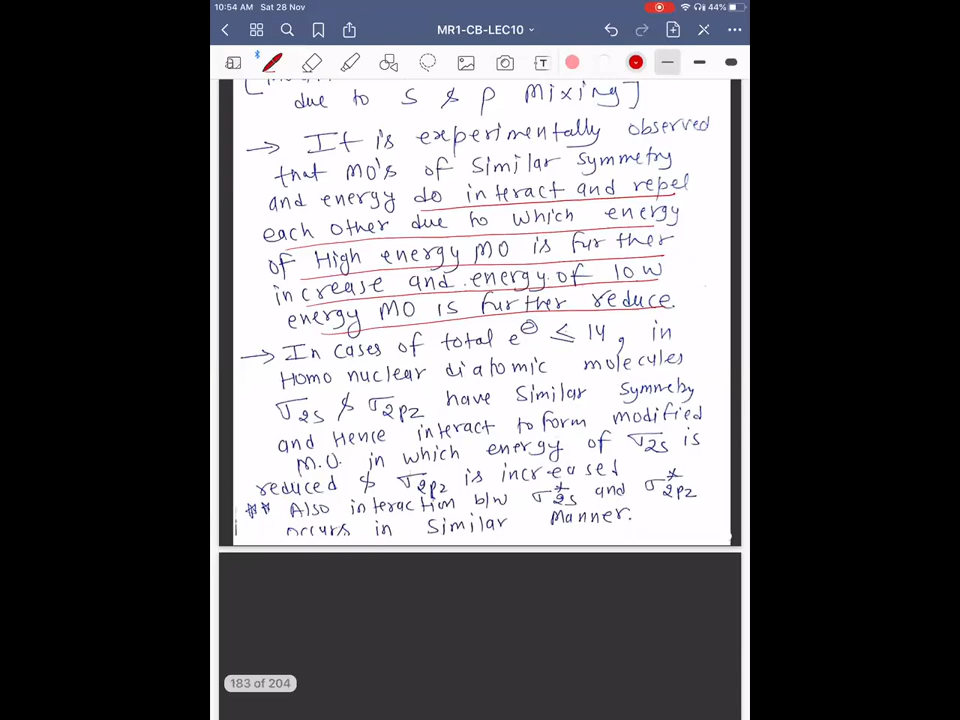 10:54 AM Sat 28 Nov
44%
MR1-CB-LEC10
T
due to S & P Mixing]
→ It is experimentally observed
that MO's of similar symmetry
and energy do interact and repel
each other due to which energy
of High energy MO is further
increase and energy of low
energy MO is further reduce.
→ In cases of total e⊖ ≤ 14, in
Homo nuclear diatomic molecules
σ2s & σ2pz have similar symmetry
and Hence interact to form modified
M.O. in which energy of σ2s is
reduced & σ2pz is increased
** Also interaction b/w σ*2s and σ*2pz
occurs in similar manner.
183 of 204